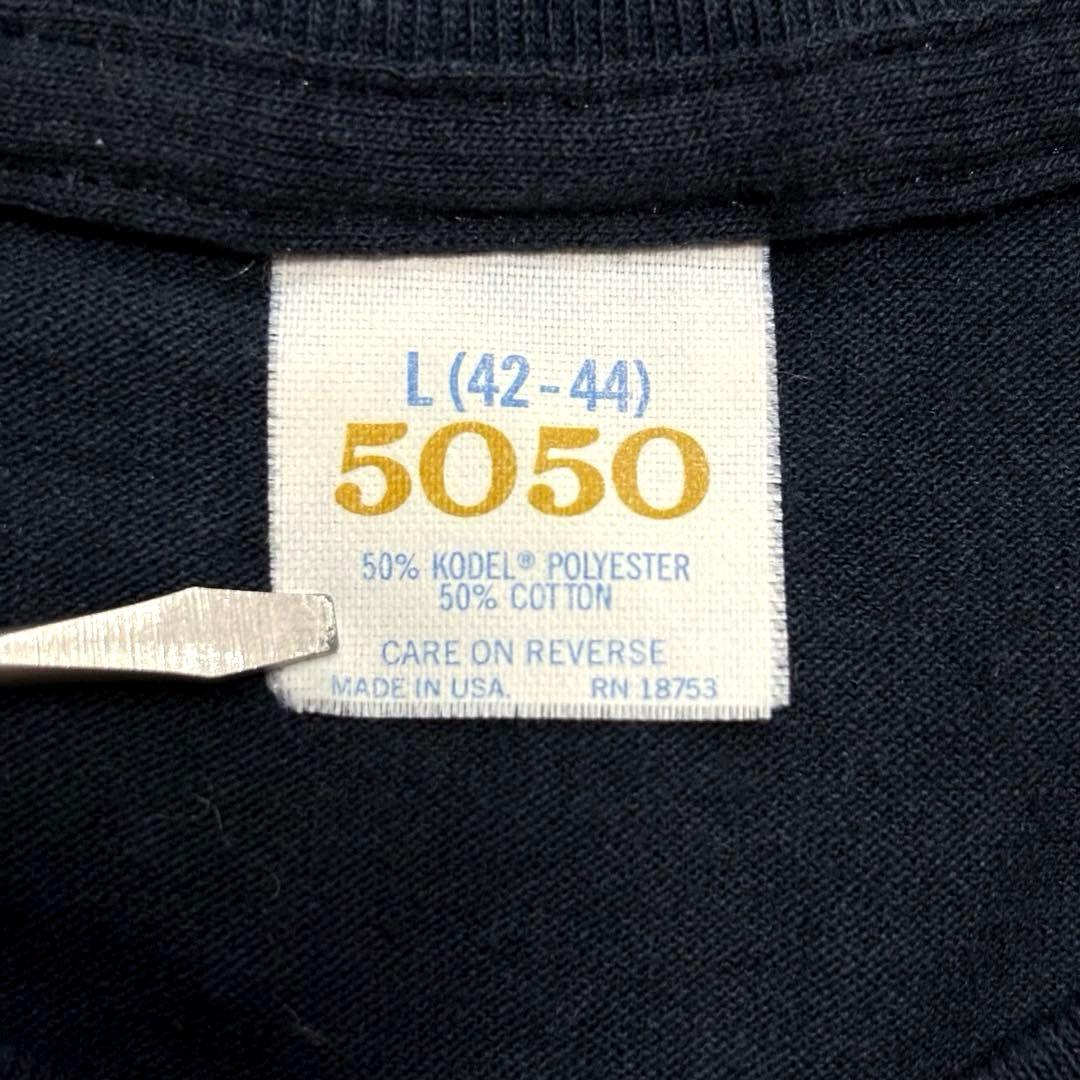 L (42-44)
5050
50% KODEL® POLYESTER
50% COTTON
CARE ON REVERSE
MADE IN USA. RN 18753